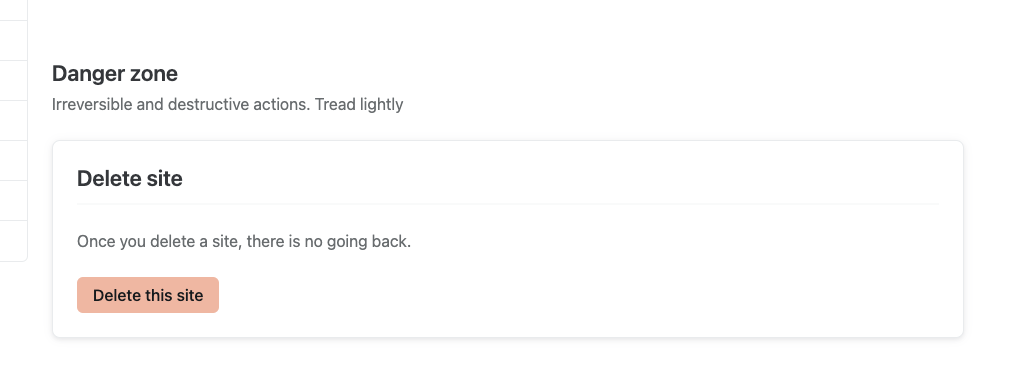 Danger zone
Irreversible and destructive actions. Tread lightly
Delete site
Once you delete a site, there is no going back.
Delete this site